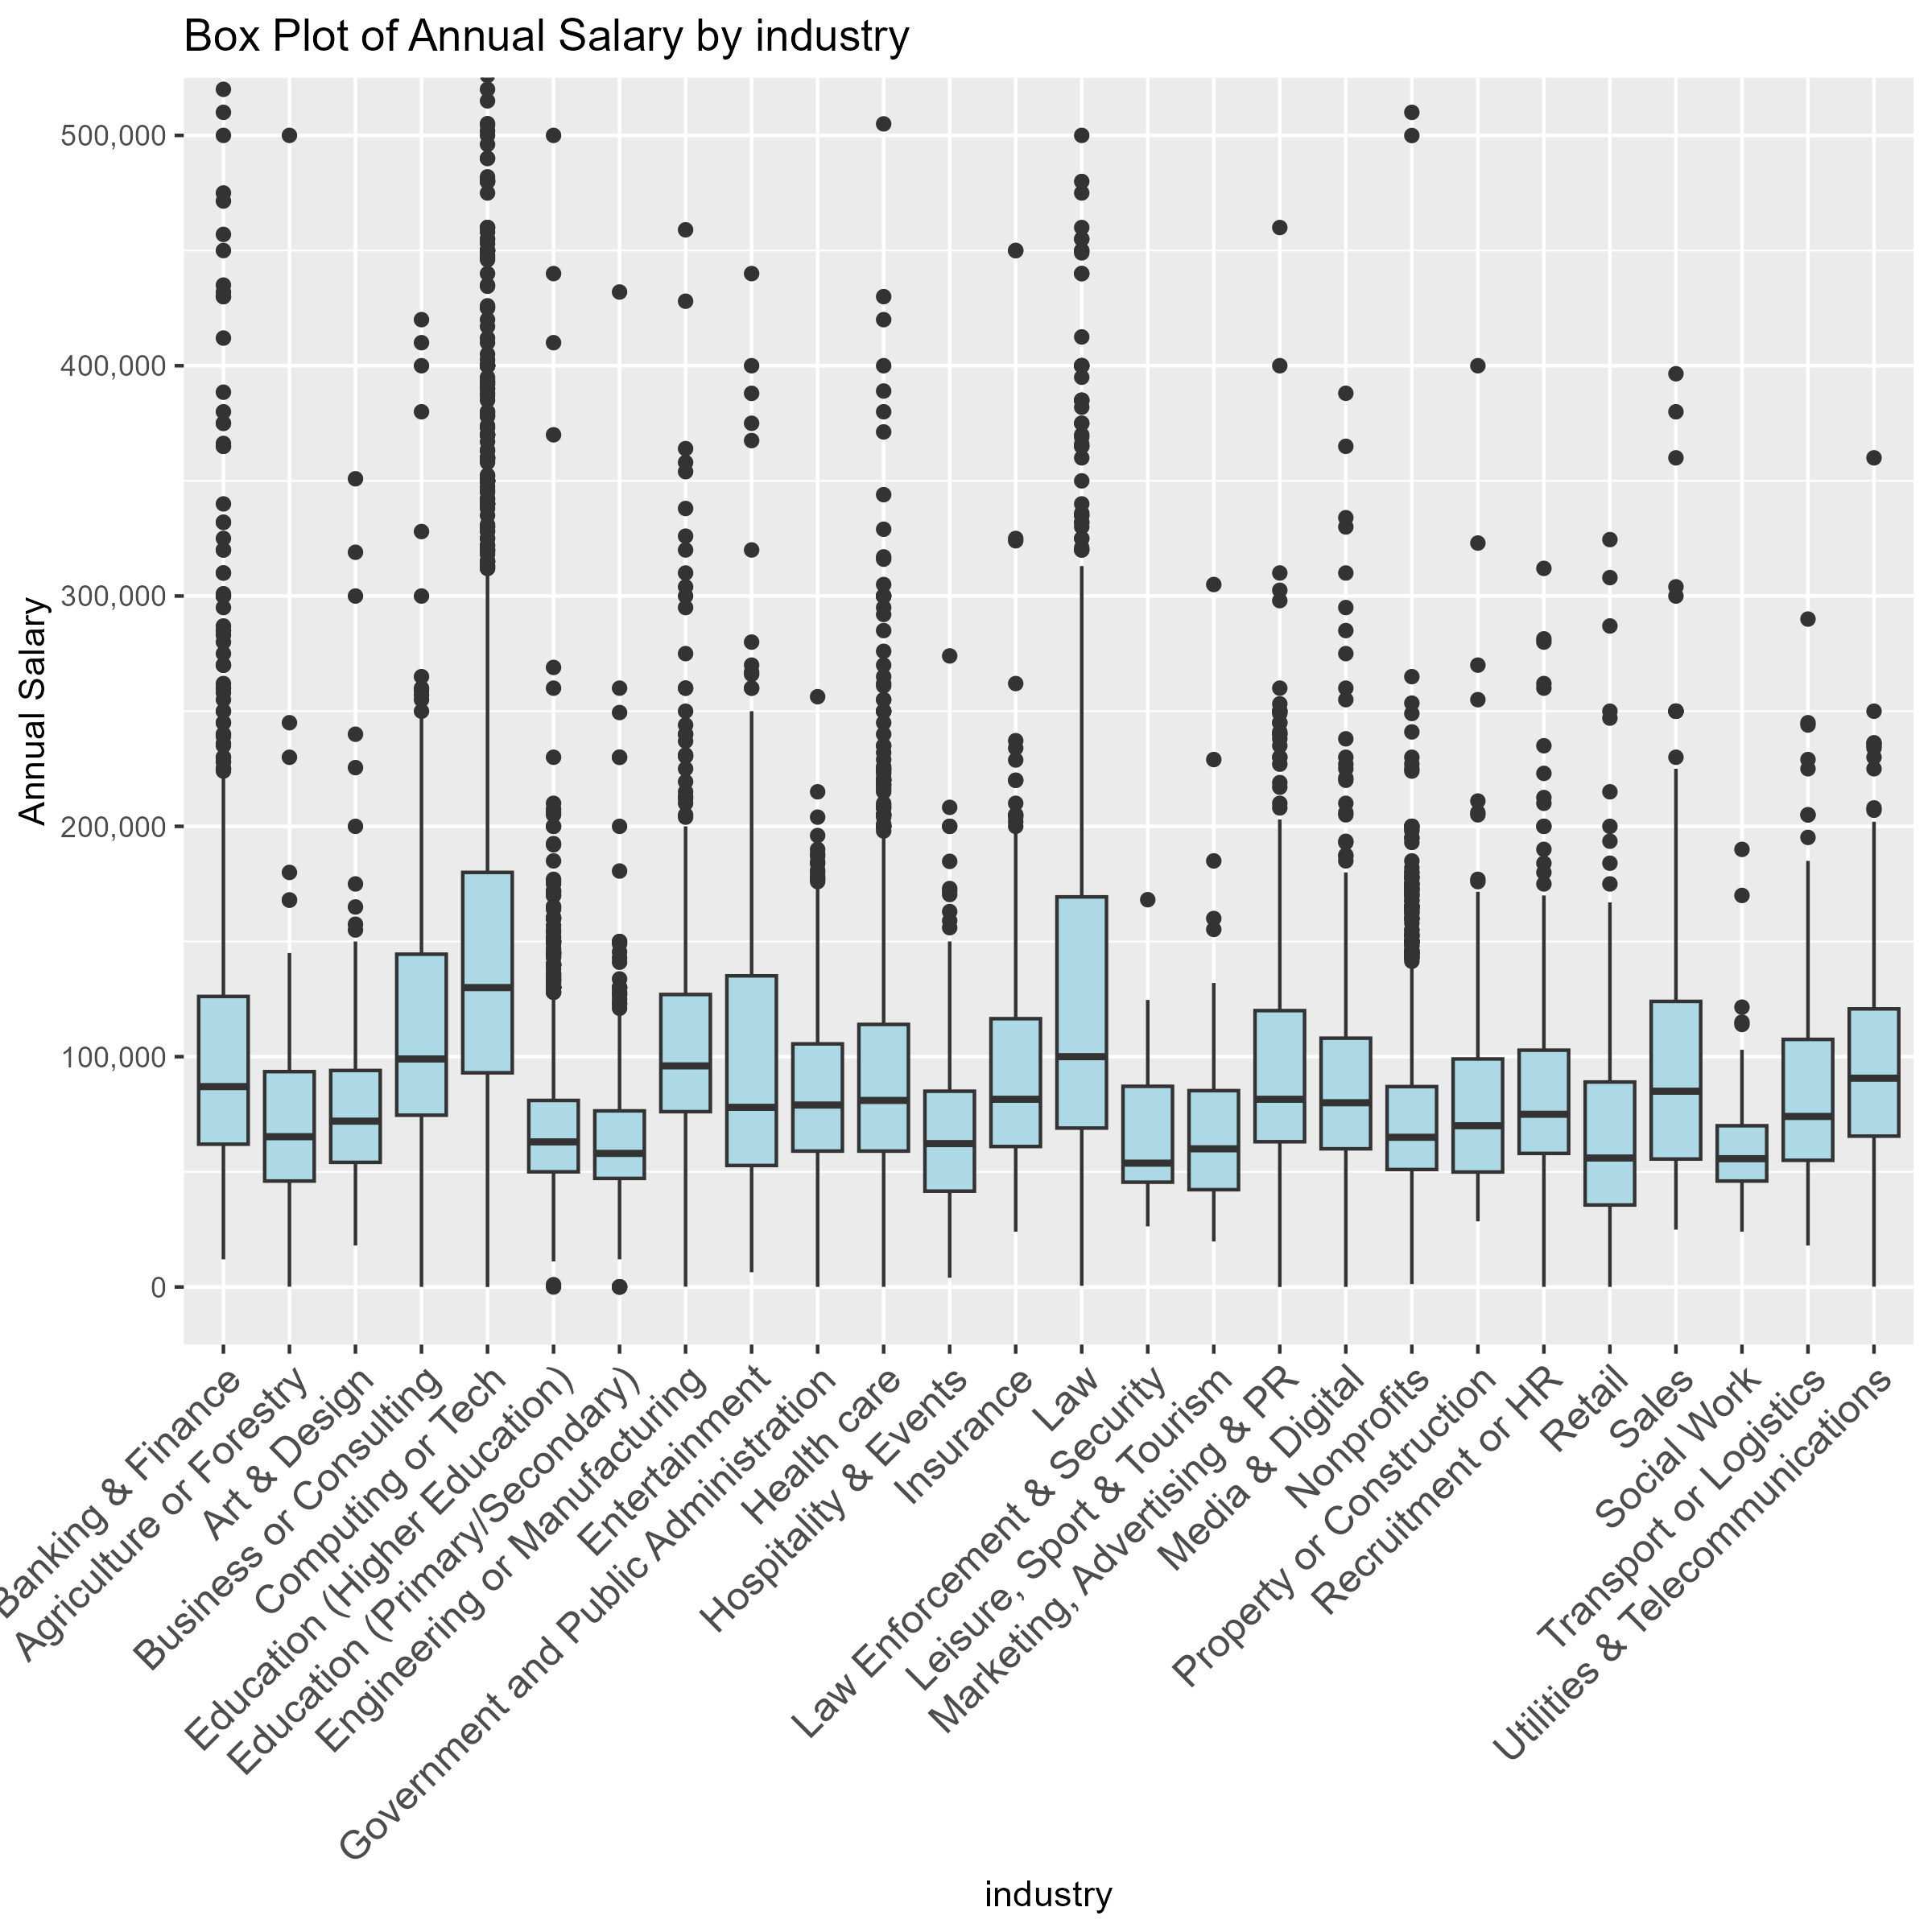 Box Plot of Annual Salary by industry
Annual Salary
500,000
400,000
300,000
200,000
100,000
0
Banking & Finance
Agriculture or Forestry
Art & Design
Business or Consulting
Computing or Tech
Education (Higher Education)
Education (Primary/Secondary)
Engineering or Manufacturing
Entertainment
Government and Public Administration
Health care
Hospitality & Events
Insurance
Law
Law Enforcement & Security
Leisure, Sport & Tourism
Marketing, Advertising & PR
Media & Digital
Nonprofits
Property or Construction
Recruitment or HR
Retail
Sales
Social Work
Transport or Logistics
Utilities & Telecommunications
industry